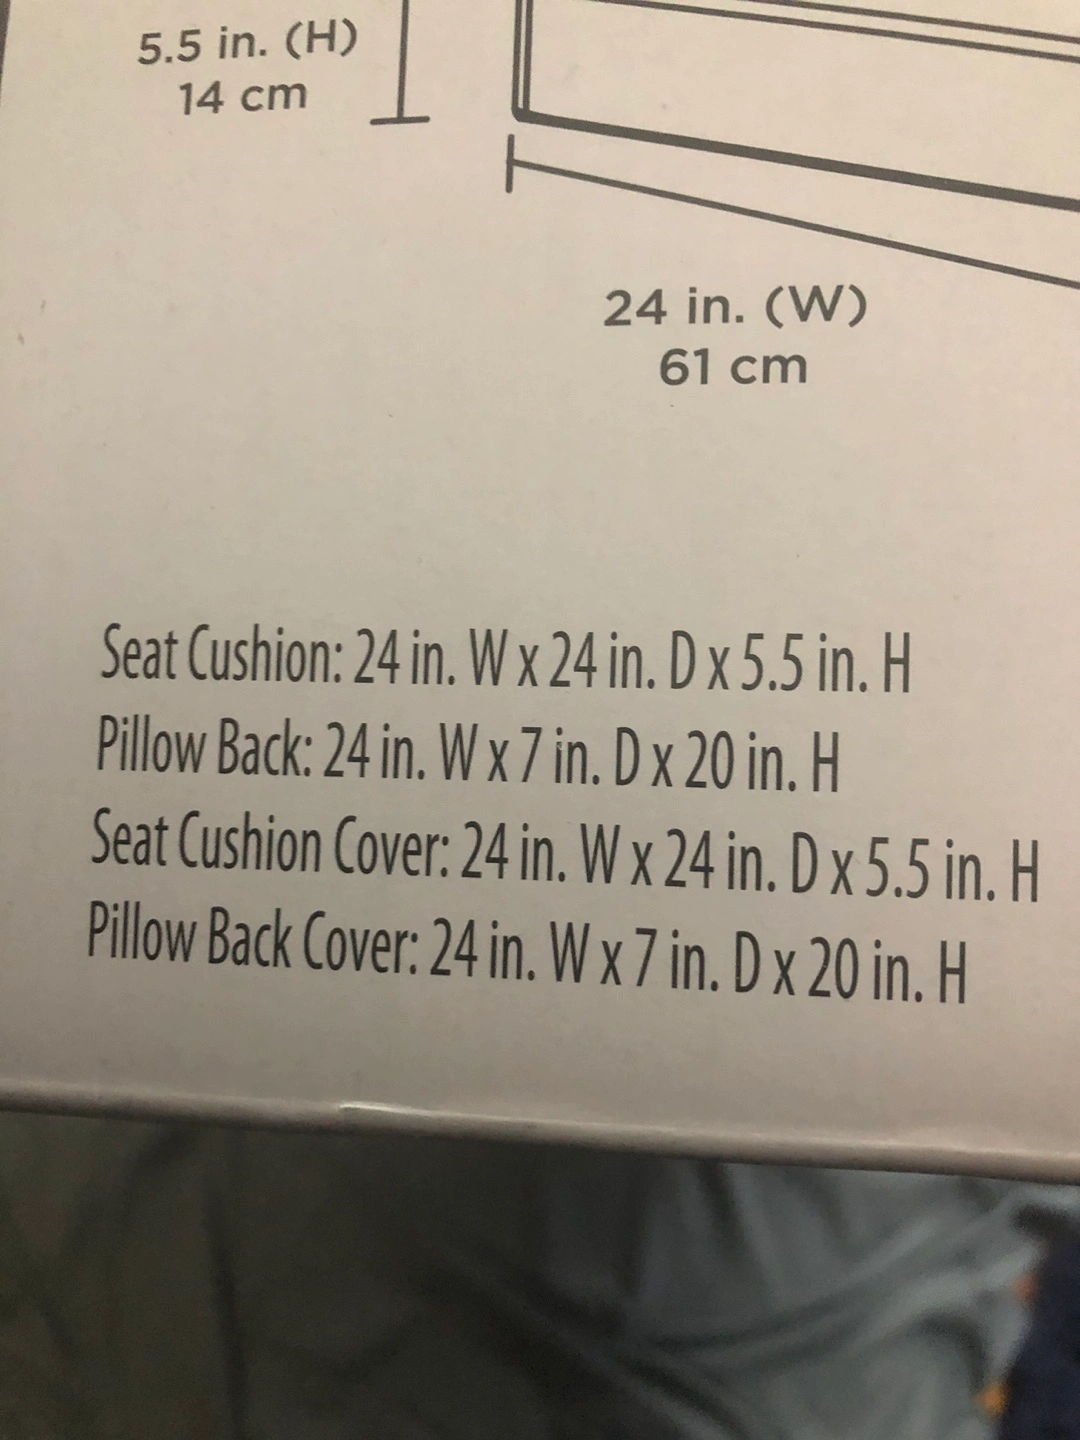 5.5 in. (H)
14 cm
24 in. (W)
61 cm
Seat Cushion: 24 in. W x 24 in. D x 5.5 in. H
Pillow Back: 24 in. W x 7 in. D x 20 in. H
Seat Cushion Cover: 24 in. W x 24 in. D x 5.5 in. H
Pillow Back Cover: 24 in. W x 7 in. D x 20 in. H